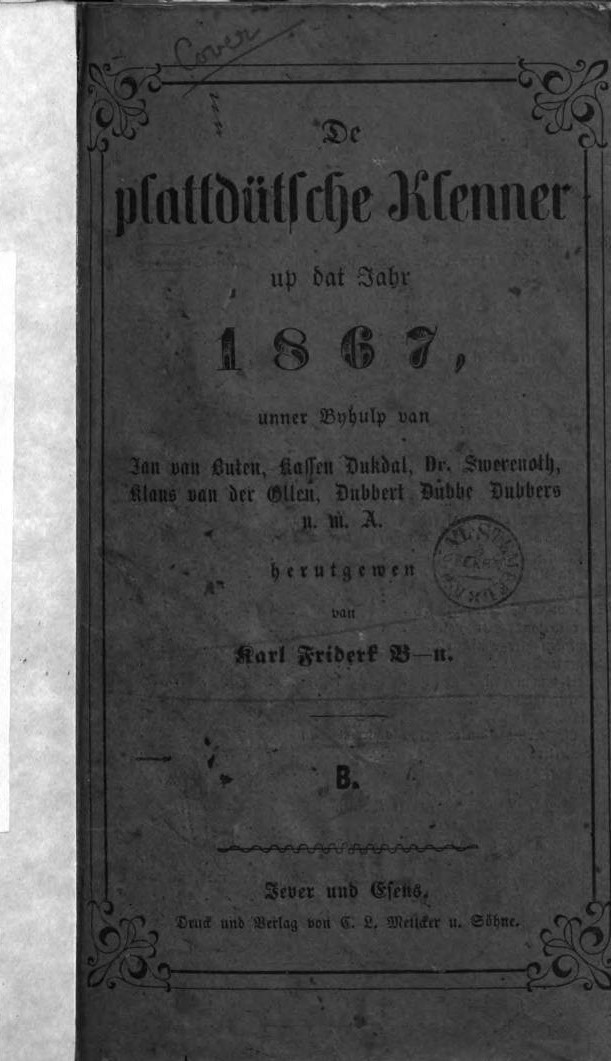 Cover
De
plattdütsche Klenner
up dat Jahr
1867,
unner Byhulp van
Jan van Buten, Kassen Dukdal, Dr. Swerenoth,
Klaus van der Ollen, Dubbert Dübbe Dubbers
u. m. A.
herutgewen
van
Karl Friderk B—n.
B.
Jever und Esens,
Druck und Verlag von C. L. Mettcker u. Söhne.